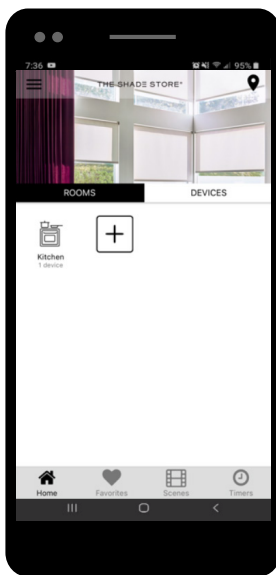 7:36 95%
THE SHADE STORE®
ROOMS DEVICES
Kitchen
1 device
Home Favorites Scenes Timers